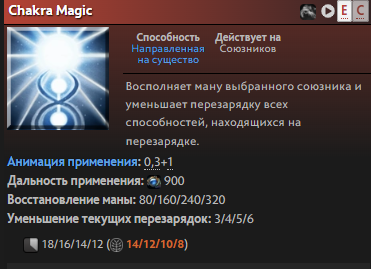 Chakra Magic
E C
Способность Действует на
Направленная Союзников
на существо
Восполняет ману выбранного союзника и
уменьшает перезарядку всех
способностей, находящихся на
перезарядке.
Анимация применения: 0,3+1
Дальность применения: 900
Восстановление маны: 80/160/240/320
Уменьшение текущих перезарядок: 3/4/5/6
18/16/14/12 ( 14/12/10/8)